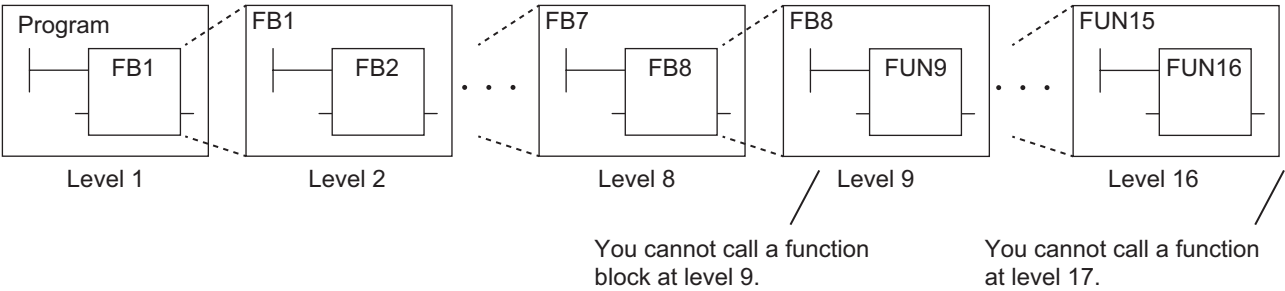 Program
FB1
FB1
FB2
. . .
FB7
FB8
FB8
FUN9
. . .
FUN15
FUN16
Level 1
Level 2
Level 8
Level 9
Level 16
You cannot call a function
block at level 9.
You cannot call a function
at level 17.